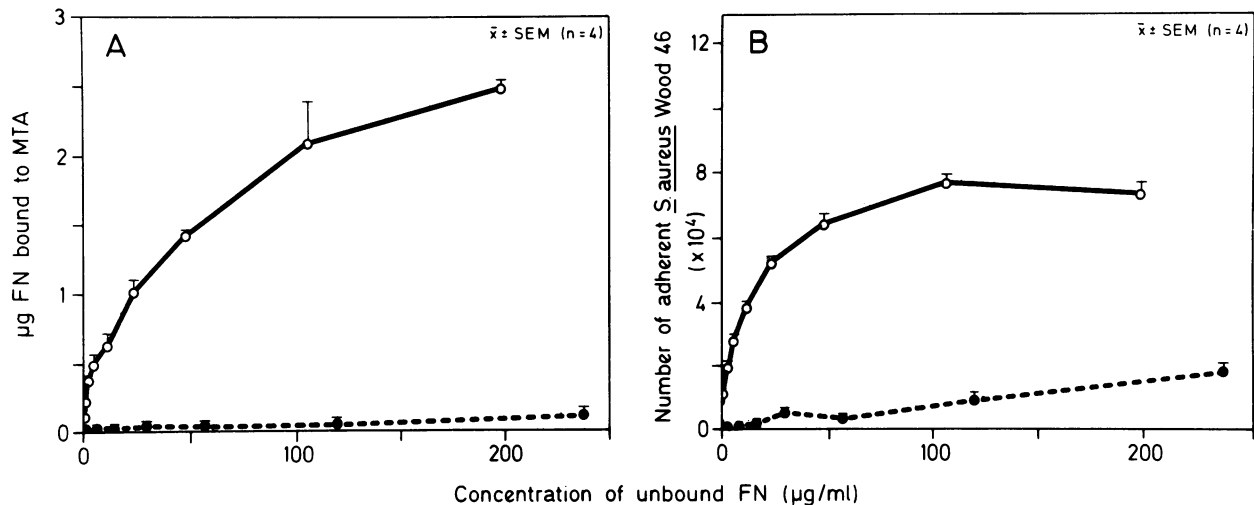 A
x̄ ± SEM (n=4)
µg FN bound to MTA
3
2
1
0
0
100
200
B
x̄ ± SEM (n=4)
Number of adherent S aureus Wood 46
(x 10⁴)
12
8
4
0
0
100
200
Concentration of unbound FN (µg/ml)